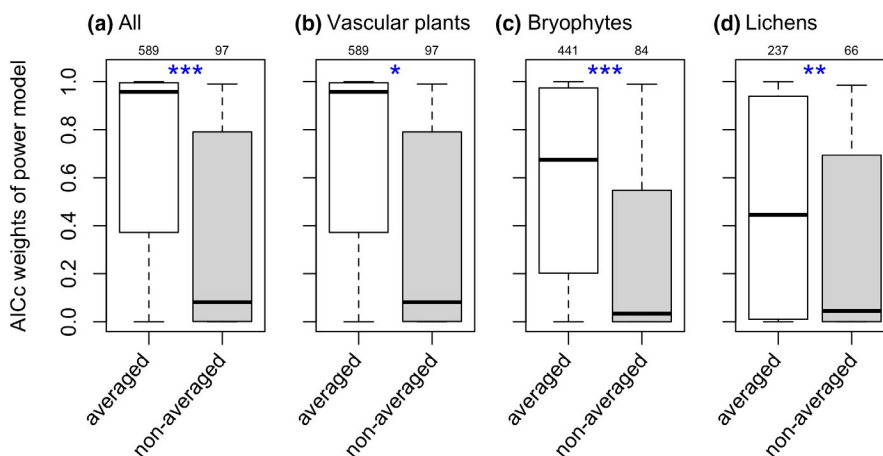 (a) All
(b) Vascular plants
(c) Bryophytes
(d) Lichens
589 97
589 97
441 84
237 66
***
*
***
**
AICc weights of power model
1.0
0.8
0.6
0.4
0.2
0.0
averaged
non-averaged
averaged
non-averaged
averaged
non-averaged
averaged
non-averaged